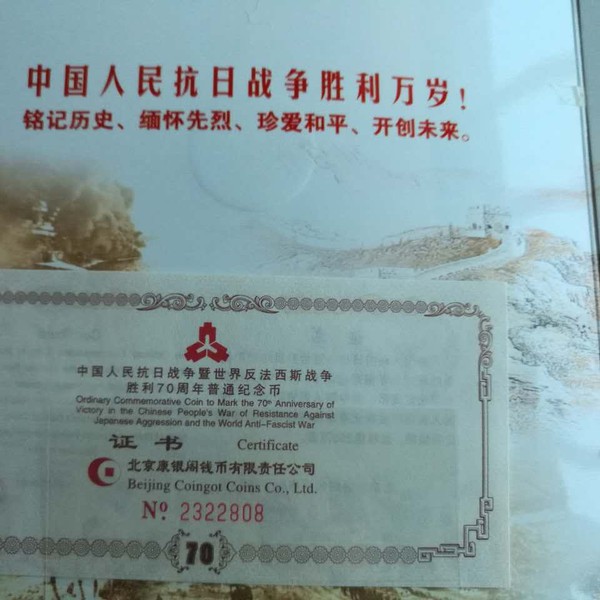 中国人民抗日战争胜利万岁!
铭记历史、缅怀先烈、珍爱和平、开创未来。
中国人民抗日战争暨世界反法西斯战争
胜利70周年普通纪念币
Ordinary Commemorative Coin to Mark the 70th Anniversary of
Victory in the Chinese People's War of Resistance Against
Japanese Aggression and the World Anti-Fascist War
证书 Certificate
北京康银阁钱币有限责任公司
Beijing Coingot Coins Co., Ltd.
Nº 2322808
70